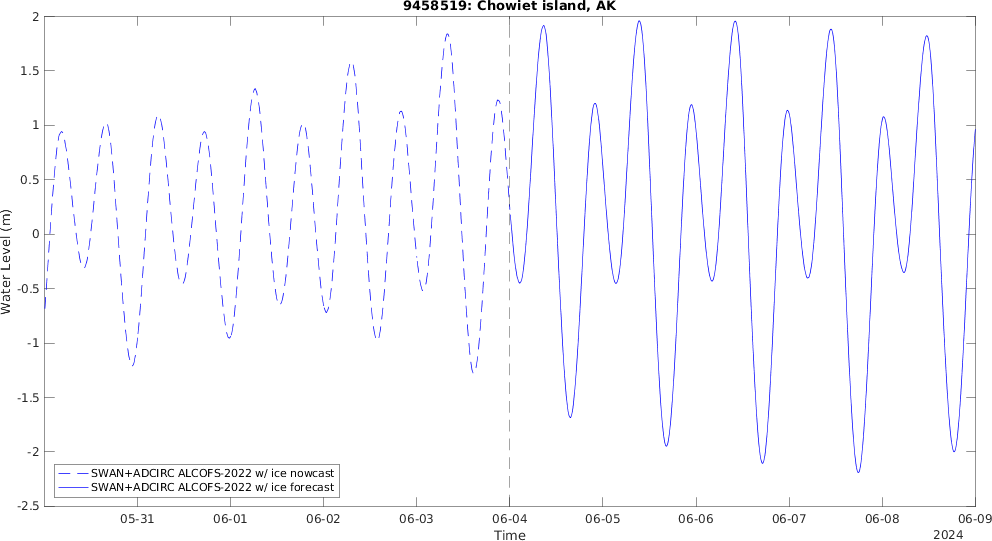 9458519: Chowiet island, AK
Water Level (m)
2
1.5
1
0.5
0
-0.5
-1
-1.5
-2
-2.5
SWAN+ADCIRC ALCOFS-2022 w/ ice nowcast
SWAN+ADCIRC ALCOFS-2022 w/ ice forecast
05-31 06-01 06-02 06-03 06-04 06-05 06-06 06-07 06-08 06-09
Time
2024